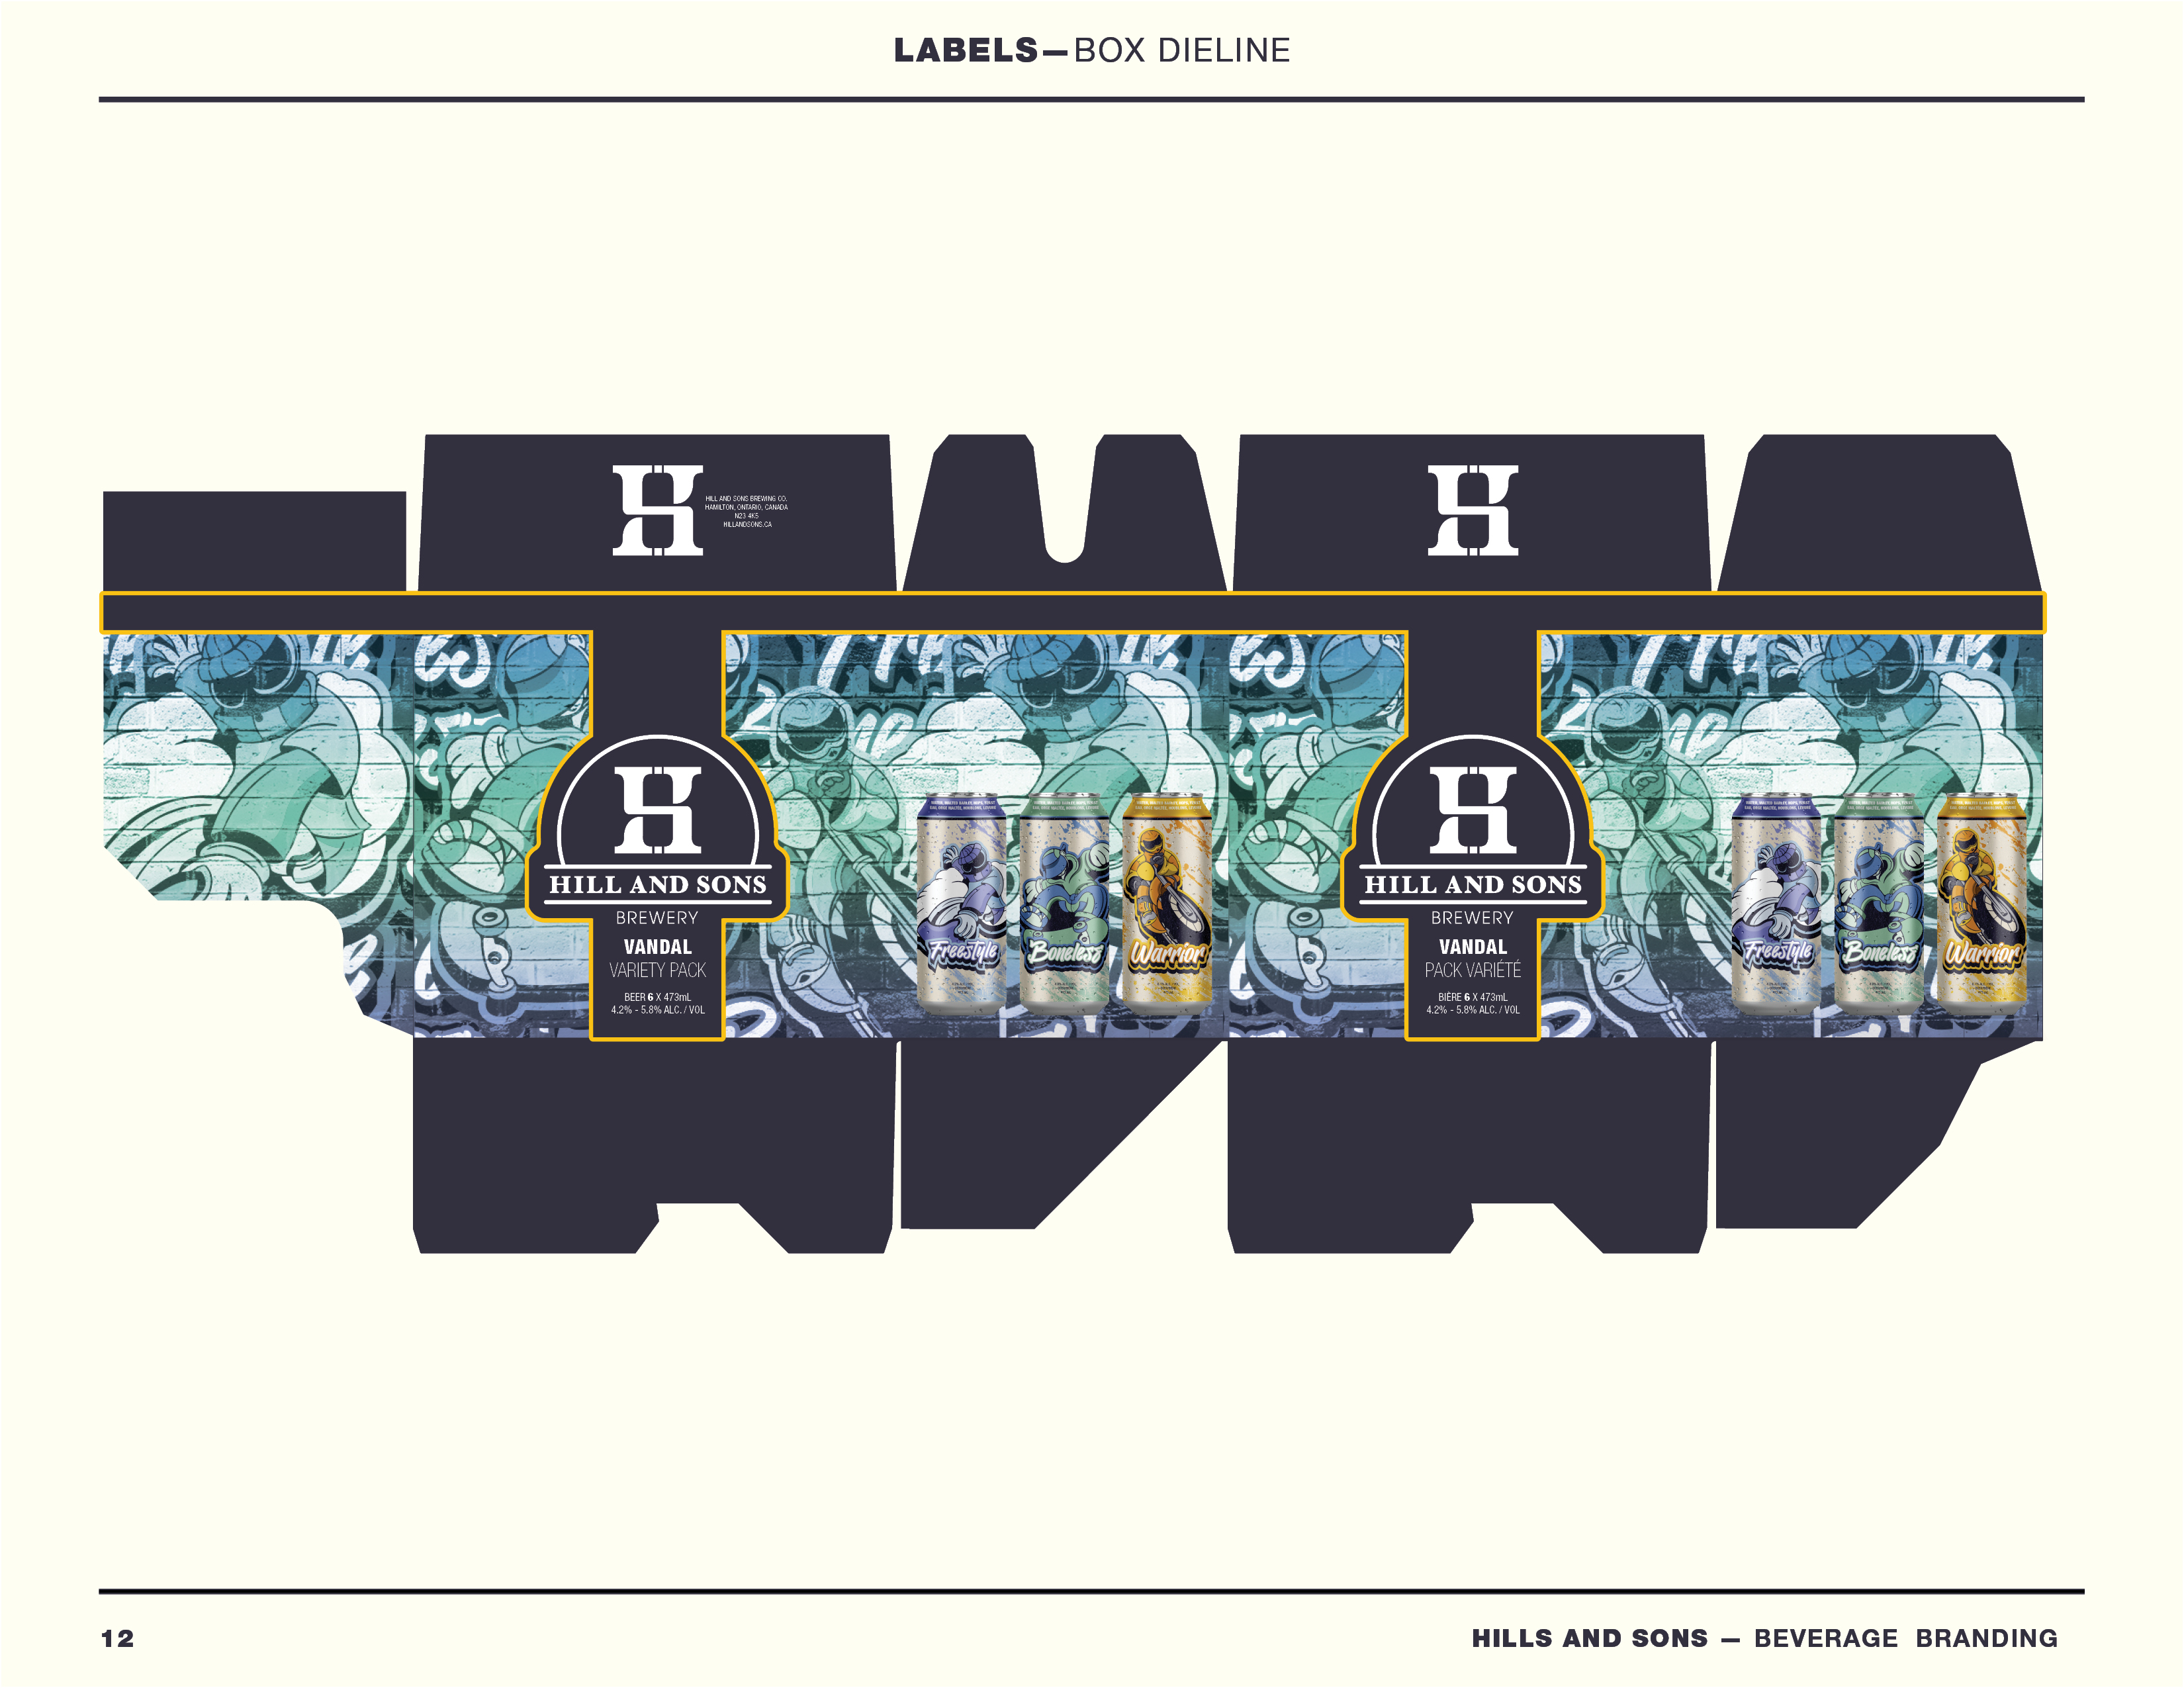 LABELS—BOX DIELINE
HILL AND SONS BREWING CO.
HAMILTON, ONTARIO, CANADA
N23 4K5
HILLANDSONS.CA
HILL AND SONS
BREWERY
VANDAL
VARIETY PACK
BEER 6 X 473mL
4.2% - 5.8% ALC. / VOL
Freestyle
Boneless
Warrior
HILL AND SONS
BREWERY
VANDAL
PACK VARIÉTÉ
BIÈRE 6 X 473mL
4.2% - 5.8% ALC. / VOL
Freestyle
Boneless
Warrior
12
HILLS AND SONS — BEVERAGE BRANDING